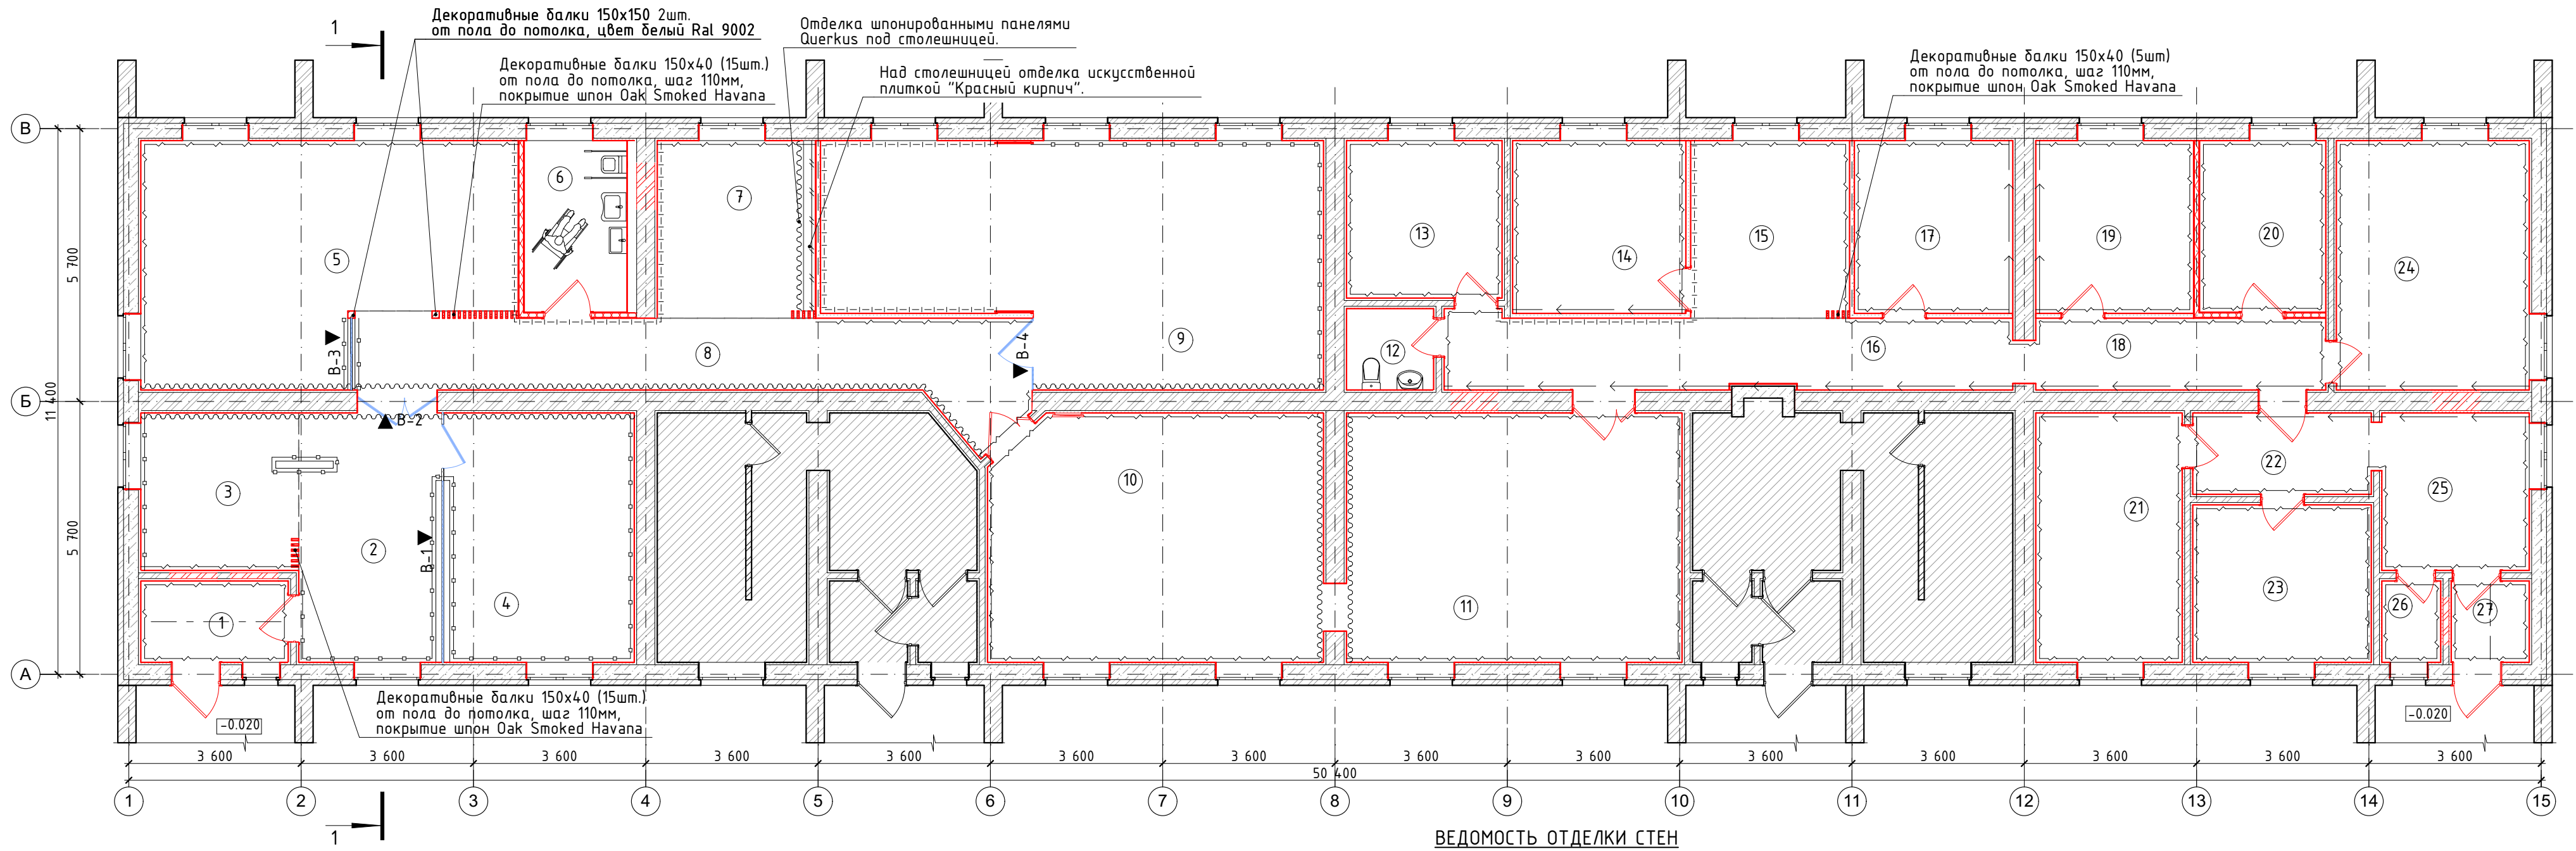 1
Декоративные балки 150х150 2шт.
от пола до потолка, цвет белый Ral 9002
Декоративные балки 150х40 (15шт.)
от пола до потолка, шаг 110мм,
покрытие шпон Oak Smoked Havana
Отделка шпонированными панелями
Querkus под столешницей.
Над столешницей отделка искусственной
плиткой "Красный кирпич".
Декоративные балки 150х40 (5шт)
от пола до потолка, шаг 110мм,
покрытие шпон Oak Smoked Havana
В
Б
А
5 700
11 400
5 700
5
6
7
8
9
13
12
14
15
16
17
18
19
20
24
В-3
В-4
В-2
В-1
3
2
1
4
10
11
21
22
23
25
26
27
Декоративные балки 150х40 (15шт.)
от пола до потолка, шаг 110мм,
покрытие шпон Oak Smoked Havana
-0.020
-0.020
3 600
3 600
3 600
3 600
3 600
3 600
3 600
3 600
3 600
3 600
3 600
3 600
3 600
3 600
50 400
1
2
3
4
5
6
7
8
9
10
11
12
13
14
15
1
ВЕДОМОСТЬ ОТДЕЛКИ СТЕН